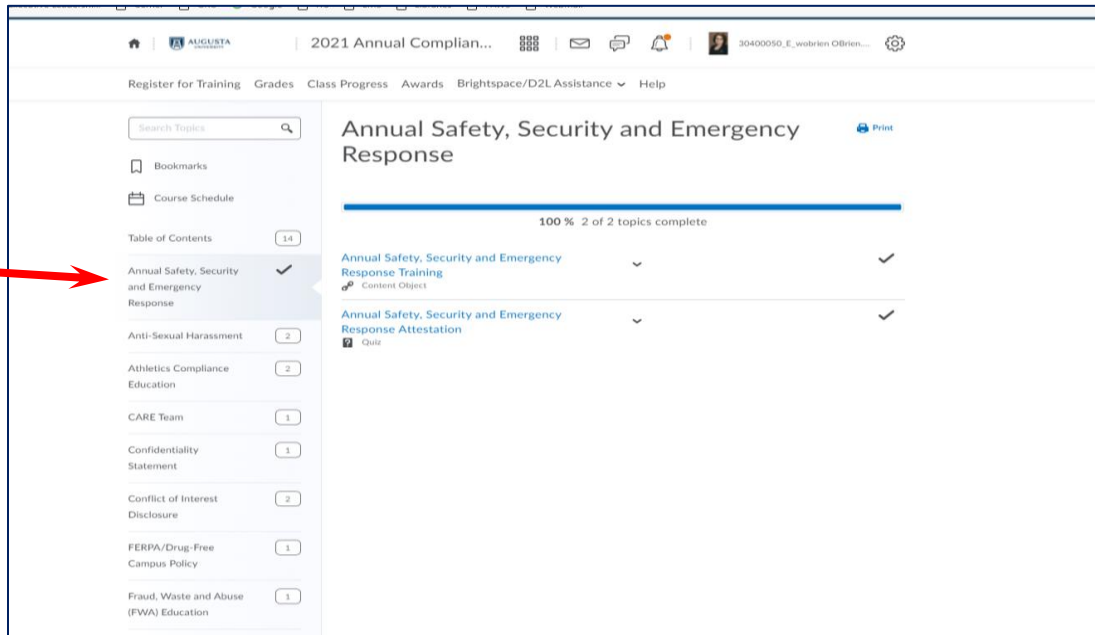 AUGUSTA
2021 Annual Complian...
30400050_E_wobrien OBrien...
Register for Training Grades Class Progress Awards Brightspace/D2L Assistance Help
Search Topics
Bookmarks
Course Schedule
Table of Contents 14
Annual Safety, Security
and Emergency
Response
Anti-Sexual Harassment 2
Athletics Compliance 2
Education
CARE Team 1
Confidentiality 1
Statement
Conflict of Interest 2
Disclosure
FERPA/Drug-Free 1
Campus Policy
Fraud, Waste and Abuse 1
(FWA) Education
Annual Safety, Security and Emergency
Response
Print
100 % 2 of 2 topics complete
Annual Safety, Security and Emergency
Response Training
Content Object
Annual Safety, Security and Emergency
Response Attestation
Quiz